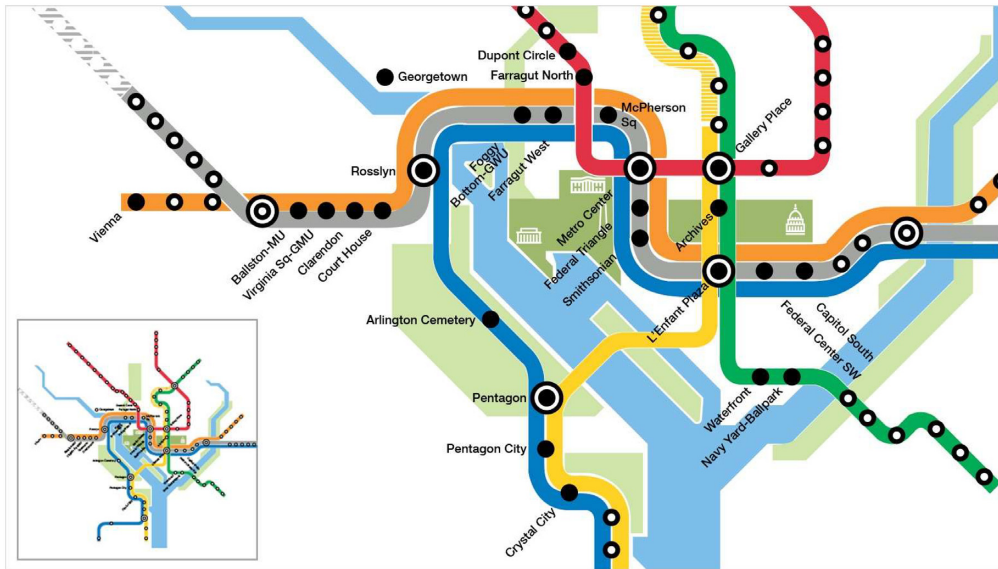 Dupont Circle
Georgetown
Farragut North
McPherson
Sq
Gallery Place
Rosslyn
Foggy
Bottom-GWU
Farragut West
Vienna
Ballston-MU
Virginia Sq-GMU
Clarendon
Court House
Metro Center
Federal Triangle
Smithsonian
Archives
L'Enfant Plaza
Arlington Cemetery
Federal Center SW
Capitol South
Pentagon
Waterfront
Navy Yard-Ballpark
Pentagon City
Crystal City